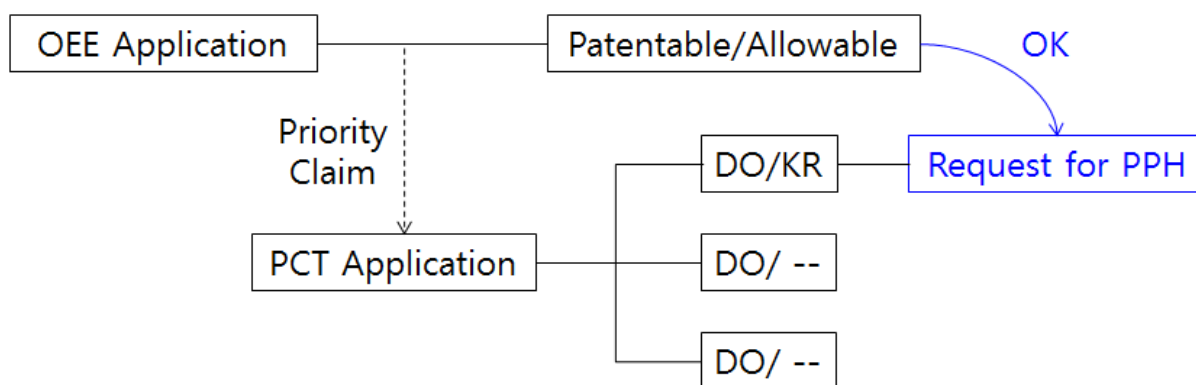 OEE Application
Patentable/Allowable
OK
Priority
Claim
DO/KR
Request for PPH
PCT Application
DO/ --
DO/ --